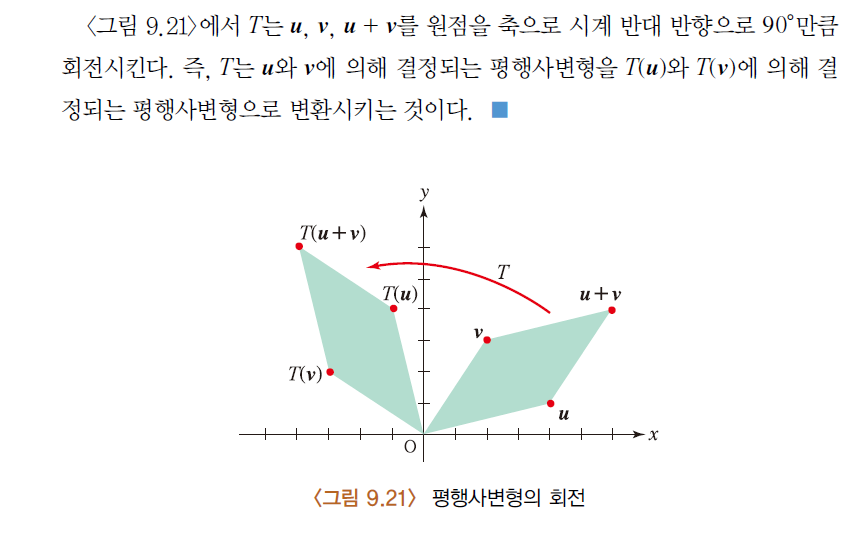 〈그림 9.21〉에서 T는 u, v, u + v를 원점을 축으로 시계 반대 반향으로 90°만큼
회전시킨다. 즉, T는 u와 v에 의해 결정되는 평행사변형을 T(u)와 T(v)에 의해 결
정되는 평행사변형으로 변환시키는 것이다.
y
T(u+v)
T
T(u)
u+v
v
T(v)
u
O
x
〈그림 9.21〉 평행사변형의 회전